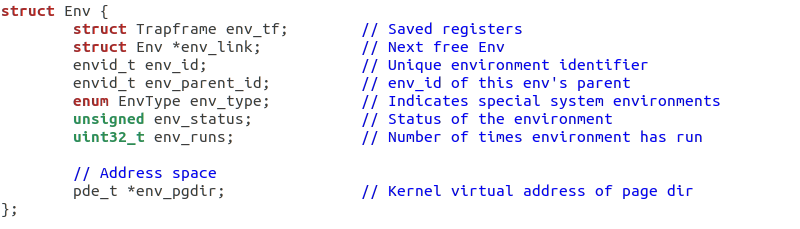 struct Env {
        struct Trapframe env_tf;        // Saved registers
        struct Env *env_link;           // Next free Env
        envid_t env_id;                 // Unique environment identifier
        envid_t env_parent_id;          // env_id of this env's parent
        enum EnvType env_type;          // Indicates special system environments
        unsigned env_status;            // Status of the environment
        uint32_t env_runs;              // Number of times environment has run

        // Address space
        pde_t *env_pgdir;               // Kernel virtual address of page dir
};